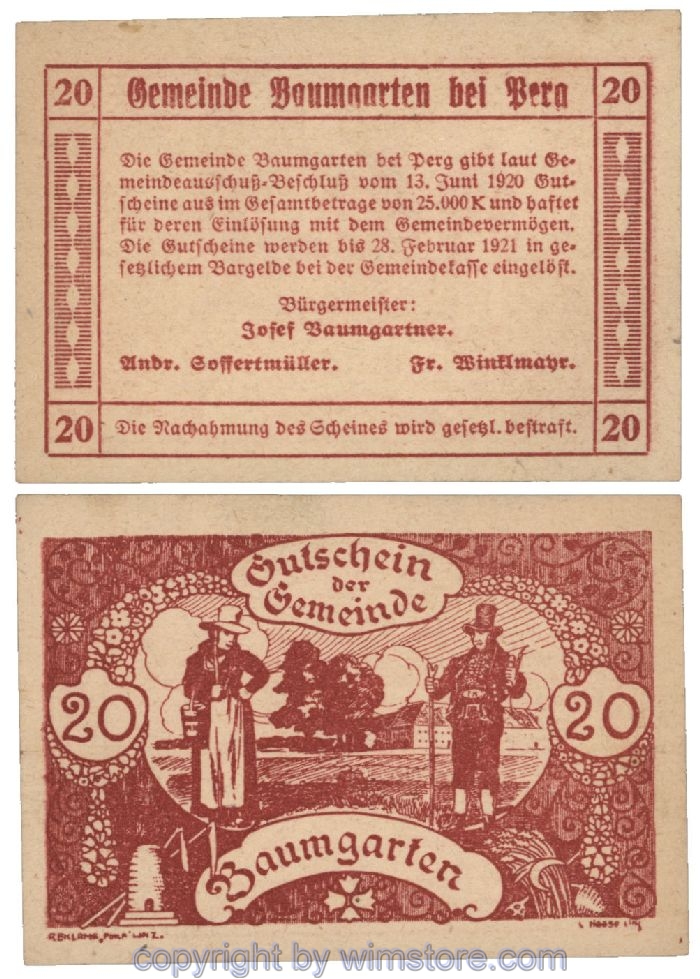 20 Gemeinde Baumgarten bei Perg 20
Die Gemeinde Baumgarten bei Perg gibt laut Ge-
meindeausschuß-Beschluß vom 13. Juni 1920 Gut-
scheine aus im Gesamtbetrage von 25.000 K und haftet
für deren Einlösung mit dem Gemeindevermögen.
Die Gutscheine werden bis 28. Februar 1921 in ge-
setzlichem Bargelde bei der Gemeindekasse eingelöst.
Bürgermeister:
Josef Baumgartner.
Andr. Soffertmüller. Fr. Winklmayr.
20 Die Nachahmung des Scheines wird gesetzl. bestraft. 20
Gutschein
der
Gemeinde
20 20
Baumgarten
REKLAME
copyright by wimstore.com